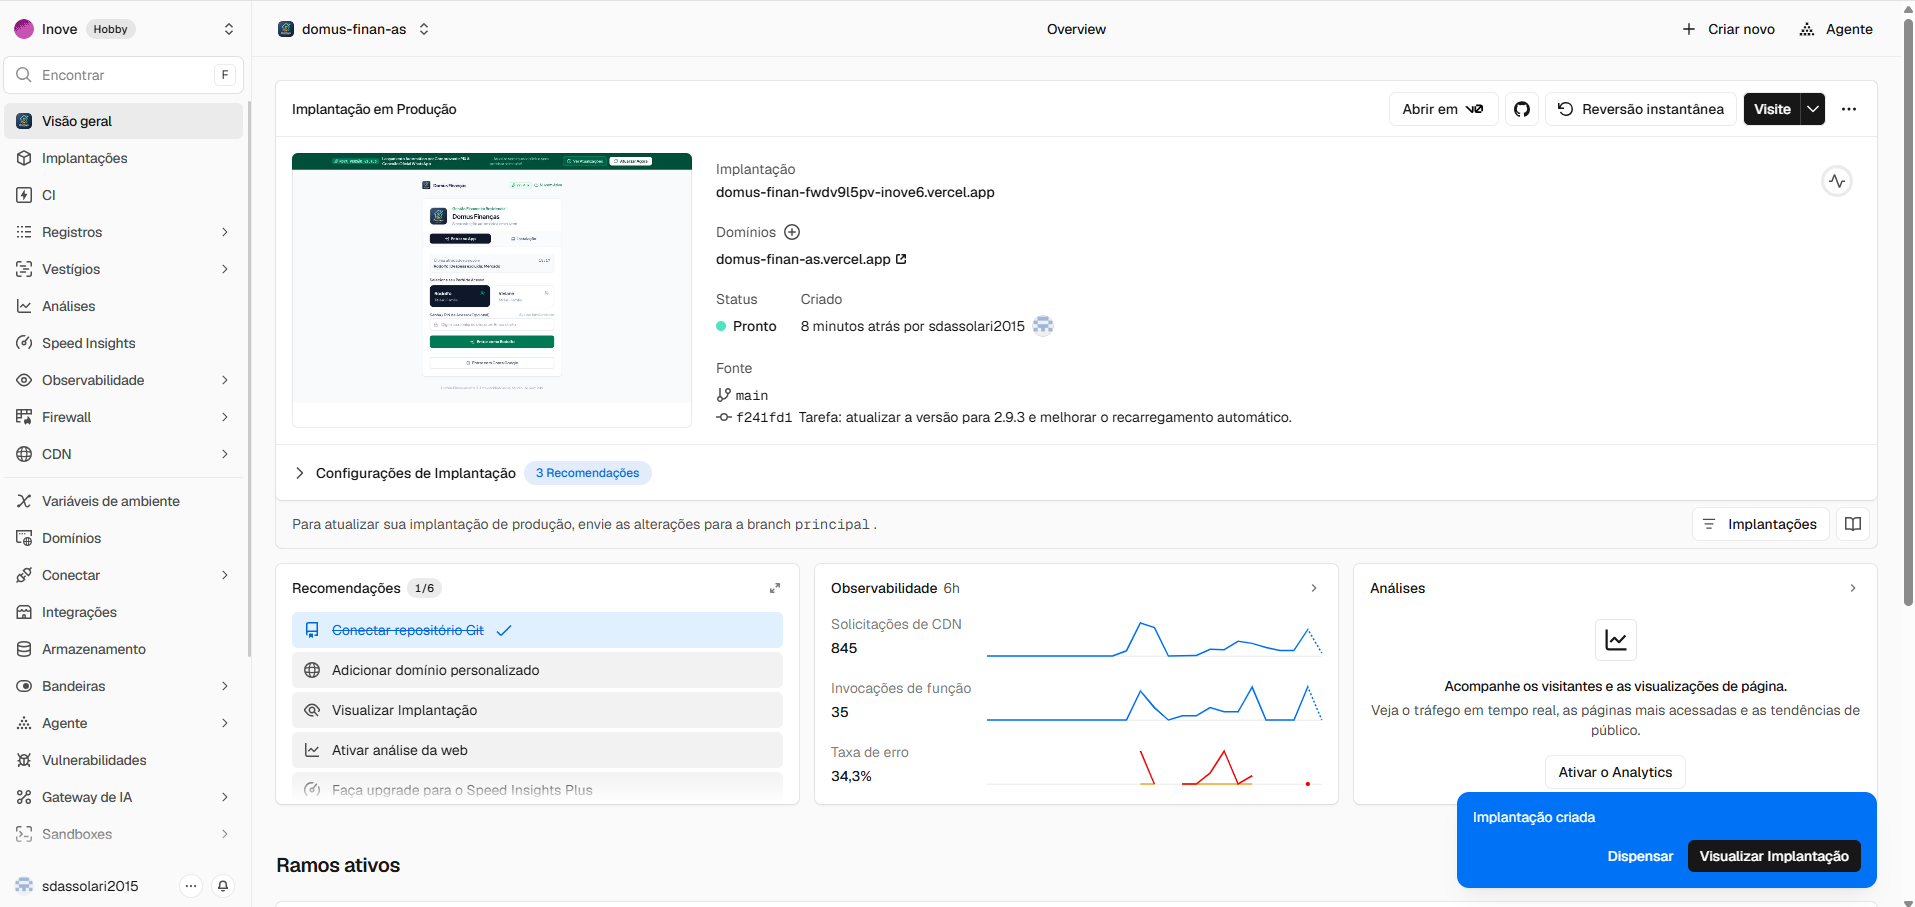 Inove Hobby
Encontrar F
Visão geral
Implantações
CI
Registros
Vestígios
Análises
Speed Insights
Observabilidade
Firewall
CDN
Variáveis de ambiente
Domínios
Conectar
Integrações
Armazenamento
Bandeiras
Agente
Vulnerabilidades
Gateway de IA
Sandboxes
sdassolari2015
domus-finan-as
Overview
Criar novo
Agente
Implantação em Produção
Abrir em v0
Reversão instantânea
Visite
Domus Finanças
Domus Finanças
Implantação
domus-finan-fwdv9l5pv-inove6.vercel.app
Domínios
domus-finan-as.vercel.app
Status Criado
Pronto 8 minutos atrás por sdassolari2015
Fonte
main
f241fd1 Tarefa: atualizar a versão para 2.9.3 e melhorar o recarregamento automático.
Configurações de Implantação 3 Recomendações
Para atualizar sua implantação de produção, envie as alterações para a branch principal.
Implantações
Recomendações 1/6
Conectar repositório Git
Adicionar domínio personalizado
Visualizar Implantação
Ativar análise da web
Faça upgrade para o Speed Insights Plus
Observabilidade 6h
Solicitações de CDN
845
Invocações de função
35
Taxa de erro
34,3%
Análises
Acompanhe os visitantes e as visualizações de página.
Veja o tráfego em tempo real, as páginas mais acessadas e as tendências de
público.
Ativar o Analytics
Implantação criada
Dispensar Visualizar Implantação
Ramos ativos